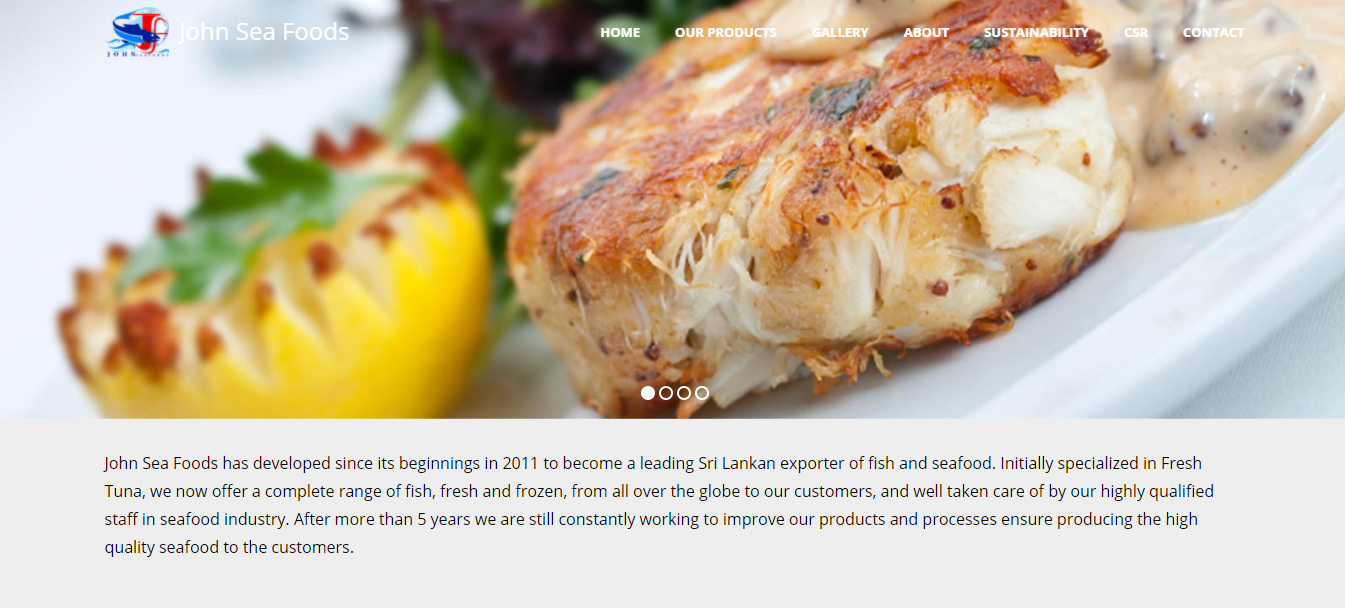 John Sea Foods
HOME OUR PRODUCTS GALLERY ABOUT SUSTAINABILITY CSR CONTACT
JOHN
John Sea Foods has developed since its beginnings in 2011 to become a leading Sri Lankan exporter of fish and seafood. Initially specialized in Fresh
Tuna, we now offer a complete range of fish, fresh and frozen, from all over the globe to our customers, and well taken care of by our highly qualified
staff in seafood industry. After more than 5 years we are still constantly working to improve our products and processes ensure producing the high
quality seafood to the customers.